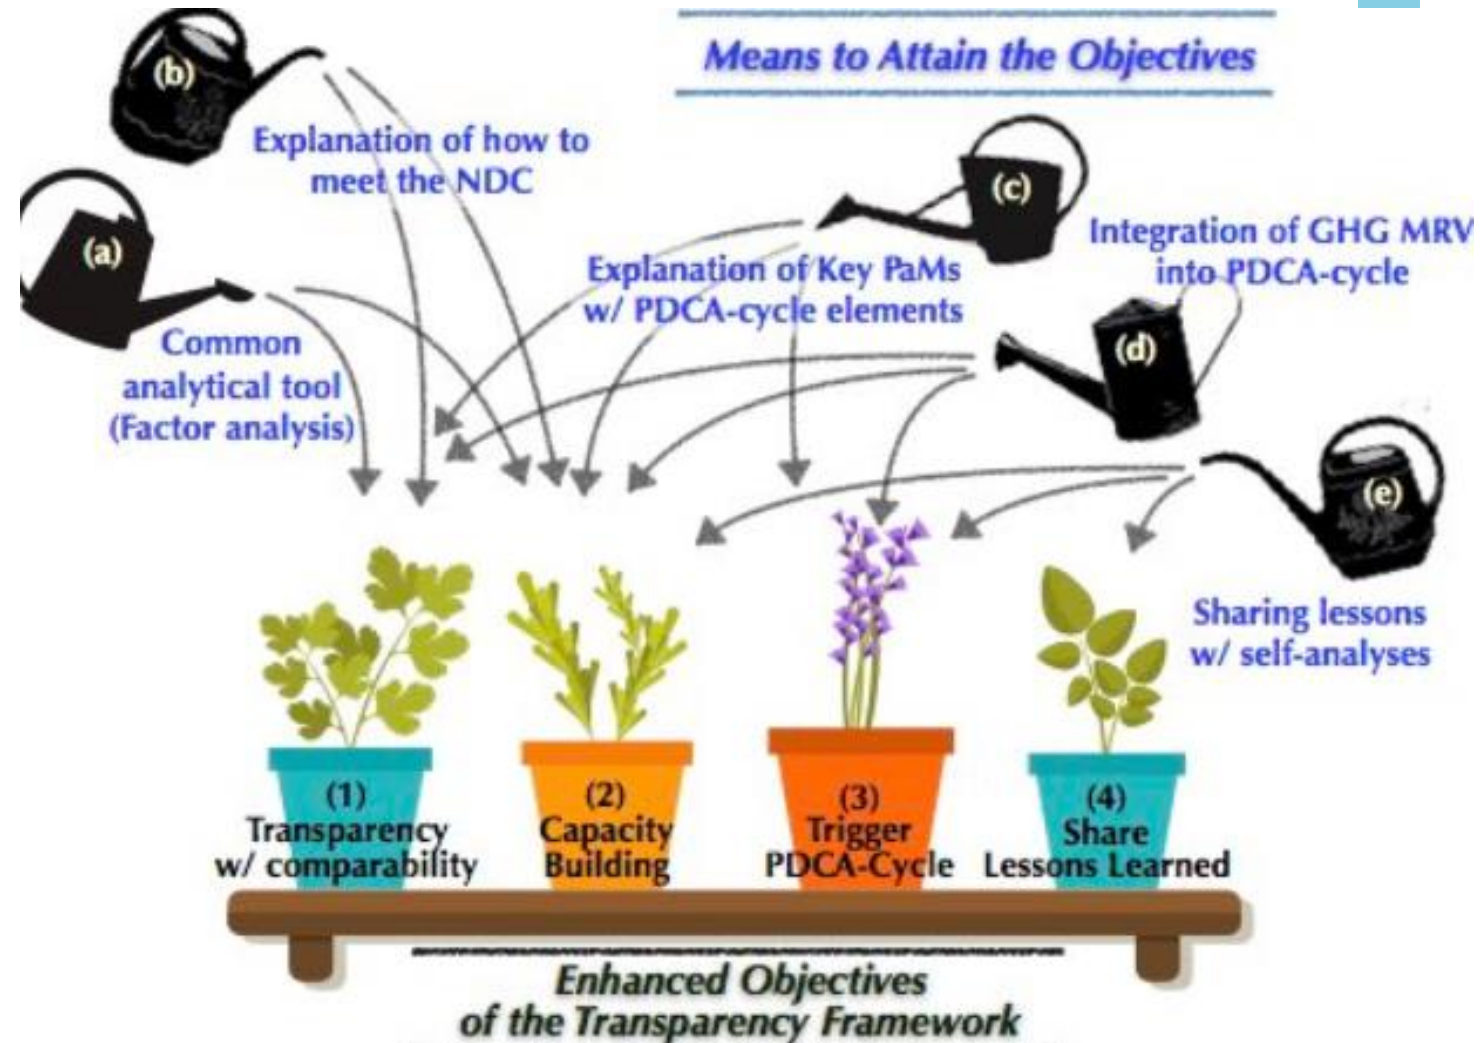 Means to Attain the Objectives
(b)
Explanation of how to
meet the NDC
(a)
Common
analytical tool
(Factor analysis)
(c)
Explanation of Key PaMs
w/ PDCA-cycle elements
Integration of GHG MRV
into PDCA-cycle
(d)
(e)
Sharing lessons
w/ self-analyses
(1)
Transparency
w/ comparability
(2)
Capacity
Building
(3)
Trigger
PDCA-Cycle
(4)
Share
Lessons Learned
Enhanced Objectives
of the Transparency Framework